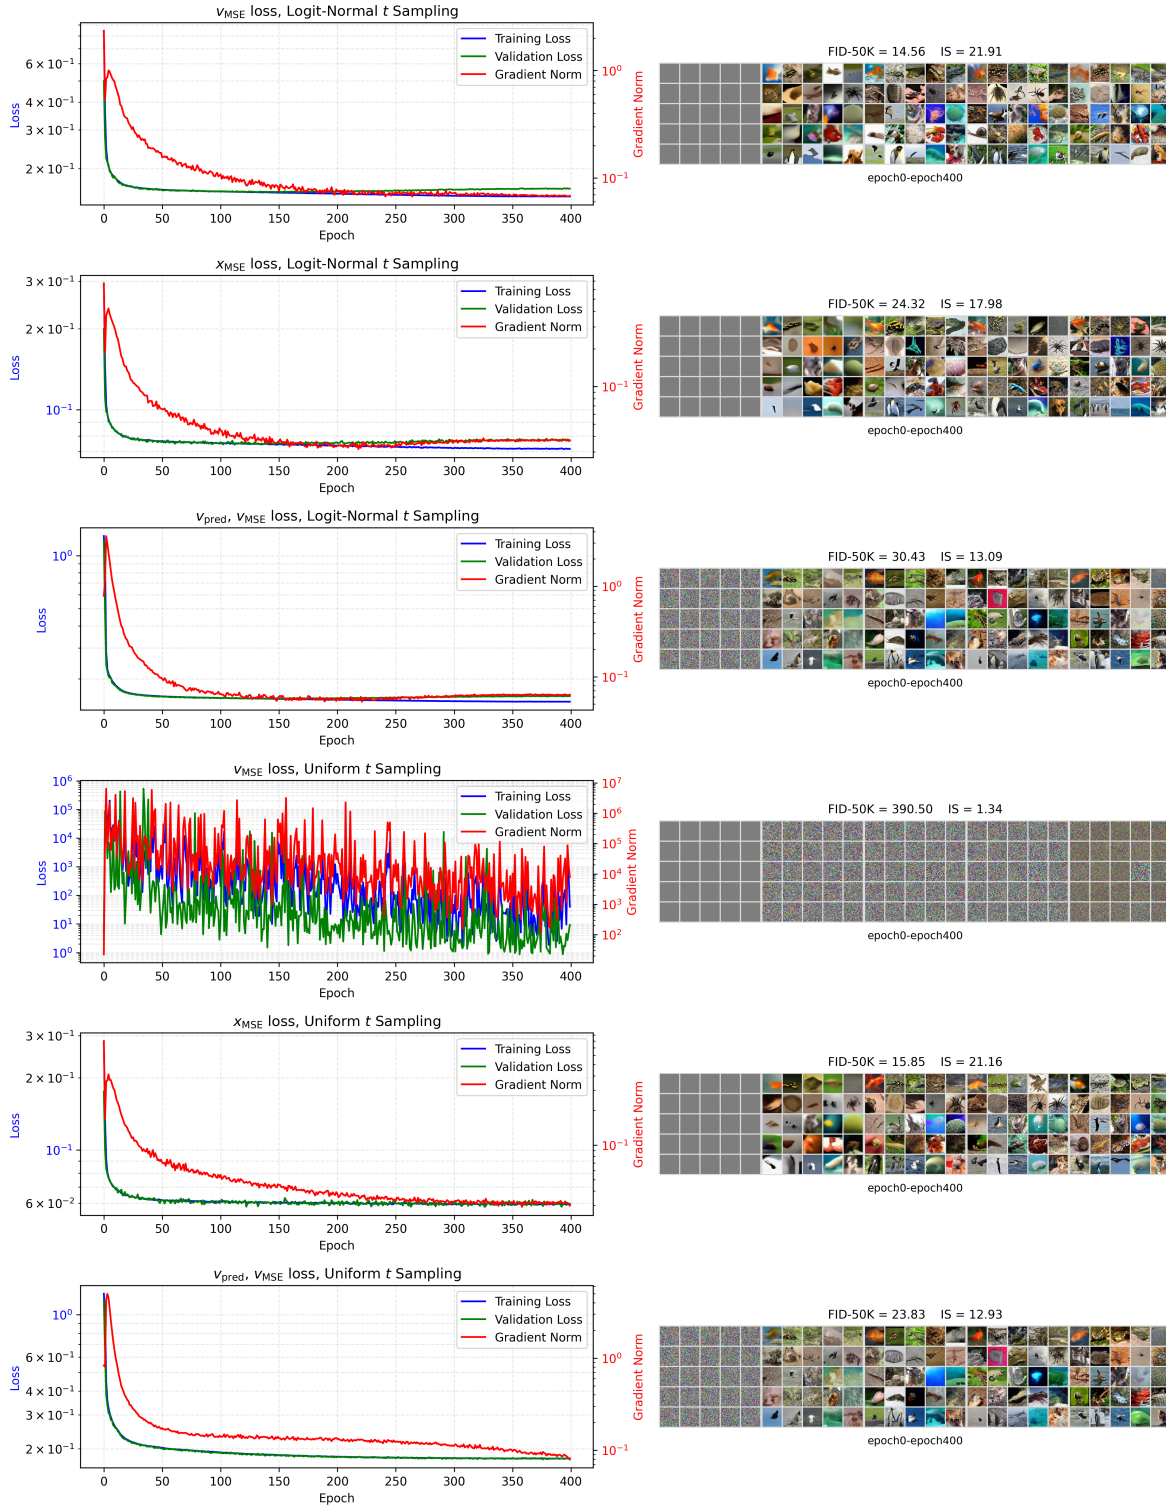 v_MSE loss, Logit-Normal t Sampling
Training Loss
Validation Loss
Gradient Norm
6 × 10⁻¹
4 × 10⁻¹
3 × 10⁻¹
2 × 10⁻¹
Loss
10⁰
10⁻¹
Gradient Norm
0 50 100 150 200 250 300 350 400
Epoch
FID-50K = 14.56 IS = 21.91
epoch0-epoch400
x_MSE loss, Logit-Normal t Sampling
Training Loss
Validation Loss
Gradient Norm
3 × 10⁻¹
2 × 10⁻¹
10⁻¹
Loss
10⁻¹
Gradient Norm
0 50 100 150 200 250 300 350 400
Epoch
FID-50K = 24.32 IS = 17.98
epoch0-epoch400
v_pred, v_MSE loss, Logit-Normal t Sampling
Training Loss
Validation Loss
Gradient Norm
10⁰
Loss
10⁰
10⁻¹
Gradient Norm
0 50 100 150 200 250 300 350 400
Epoch
FID-50K = 30.43 IS = 13.09
epoch0-epoch400
v_MSE loss, Uniform t Sampling
Training Loss
Validation Loss
Gradient Norm
10⁶
10⁵
10⁴
10³
10²
10¹
10⁰
Loss
10⁷
10⁶
10⁵
10⁴
10³
10²
Gradient Norm
0 50 100 150 200 250 300 350 400
Epoch
FID-50K = 390.50 IS = 1.34
epoch0-epoch400
x_MSE loss, Uniform t Sampling
Training Loss
Validation Loss
Gradient Norm
3 × 10⁻¹
2 × 10⁻¹
10⁻¹
6 × 10⁻²
Loss
10⁻¹
Gradient Norm
0 50 100 150 200 250 300 350 400
Epoch
FID-50K = 15.85 IS = 21.16
epoch0-epoch400
v_pred, v_MSE loss, Uniform t Sampling
Training Loss
Validation Loss
Gradient Norm
10⁰
6 × 10⁻¹
4 × 10⁻¹
3 × 10⁻¹
2 × 10⁻¹
Loss
10⁰
10⁻¹
Gradient Norm
0 50 100 150 200 250 300 350 400
Epoch
FID-50K = 23.83 IS = 12.93
epoch0-epoch400